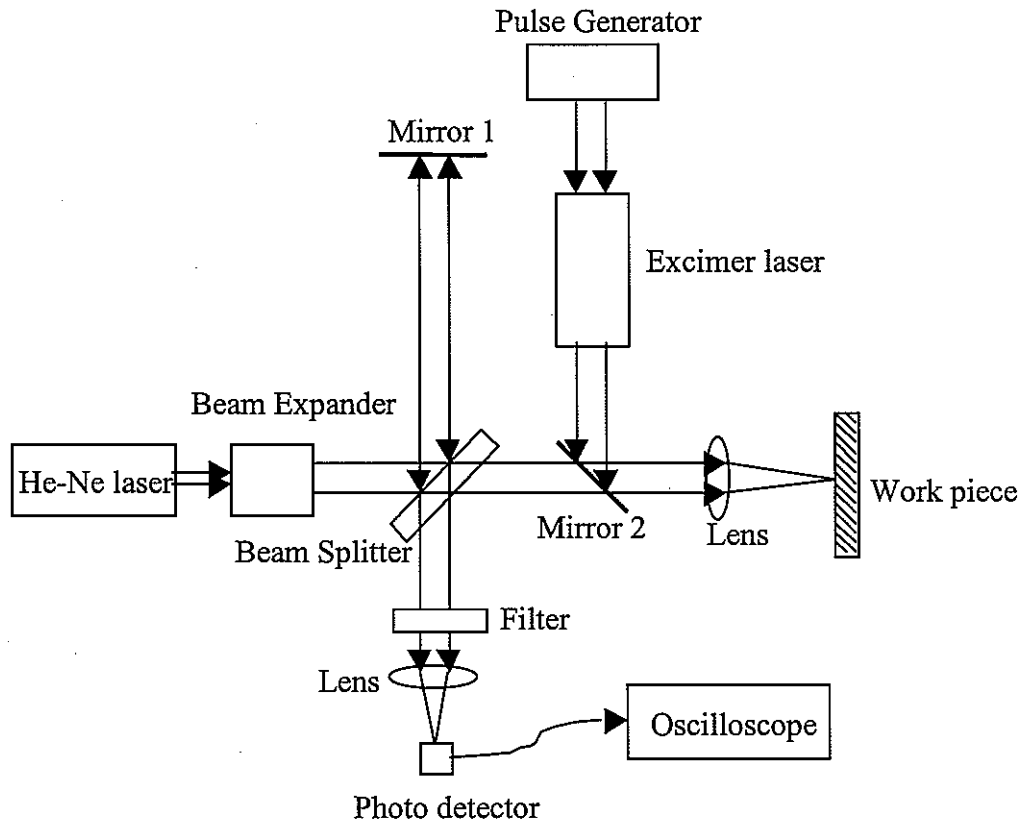 Pulse Generator
Mirror 1
Excimer laser
Beam Expander
He-Ne laser
Beam Splitter
Mirror 2
Lens
Work piece
Filter
Lens
Oscilloscope
Photo detector